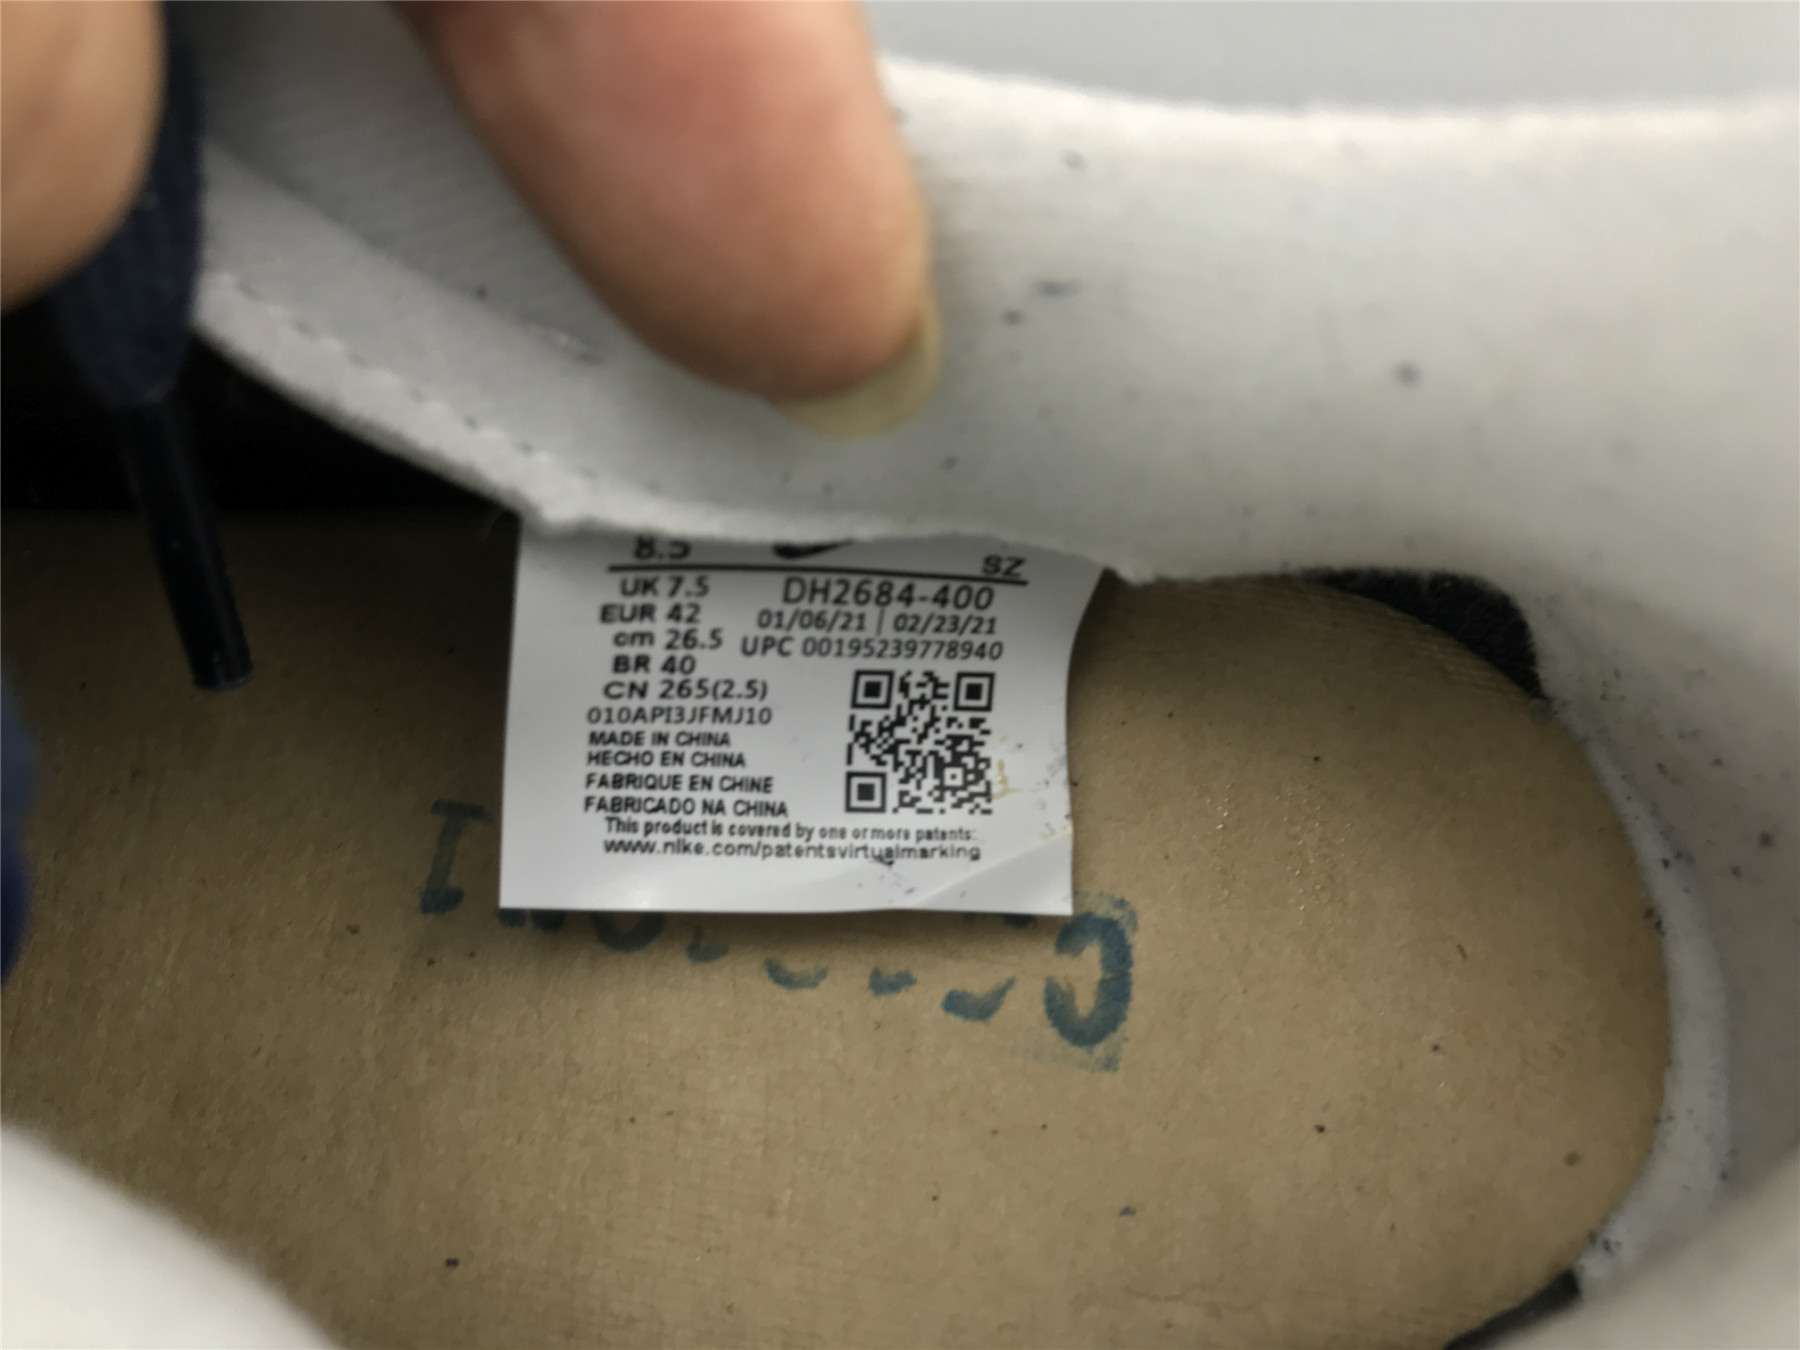 8.5
SZ
UK 7.5
DH2684-400
EUR 42
01/06/21 | 02/23/21
cm 26.5
UPC 00195239778940
BR 40
CN 265(2.5)
010API3JFMJ10
MADE IN CHINA
HECHO EN CHINA
FABRIQUE EN CHINE
FABRICADO NA CHINA
This product is covered by one or more patents:
www.nike.com/patentsvirtualmarking